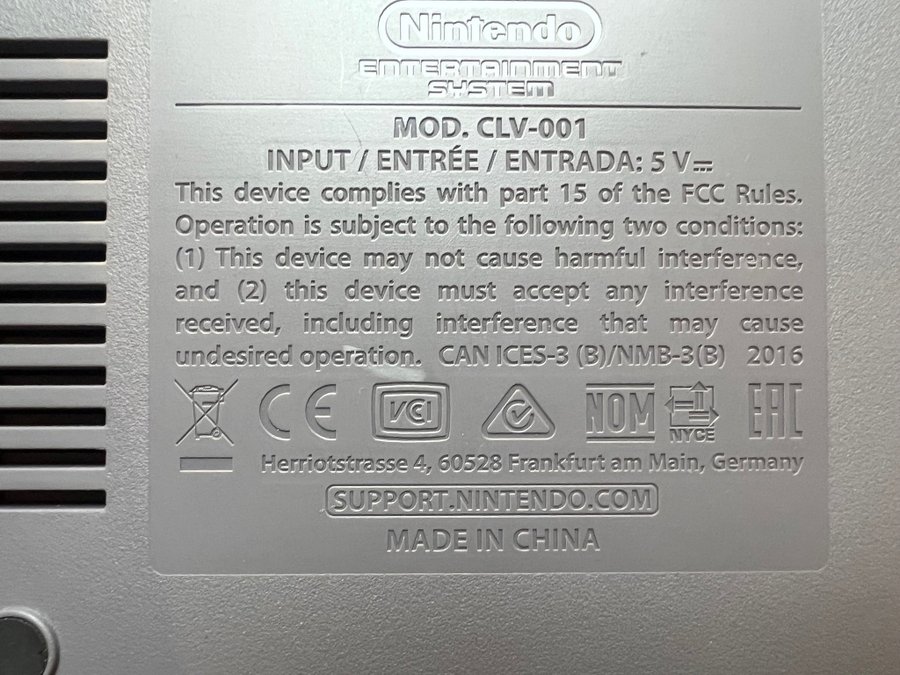 Nintendo
ENTERTAINMENT
SYSTEM
MOD. CLV-001
INPUT / ENTRÉE / ENTRADA: 5 V⎓
This device complies with part 15 of the FCC Rules.
Operation is subject to the following two conditions:
(1) This device may not cause harmful interference,
and (2) this device must accept any interference
received, including interference that may cause
undesired operation. CAN ICES-3 (B)/NMB-3(B) 2016
CE VCI NOM NYCE EAC
Herriotstrasse 4, 60528 Frankfurt am Main, Germany
SUPPORT.NINTENDO.COM
MADE IN CHINA